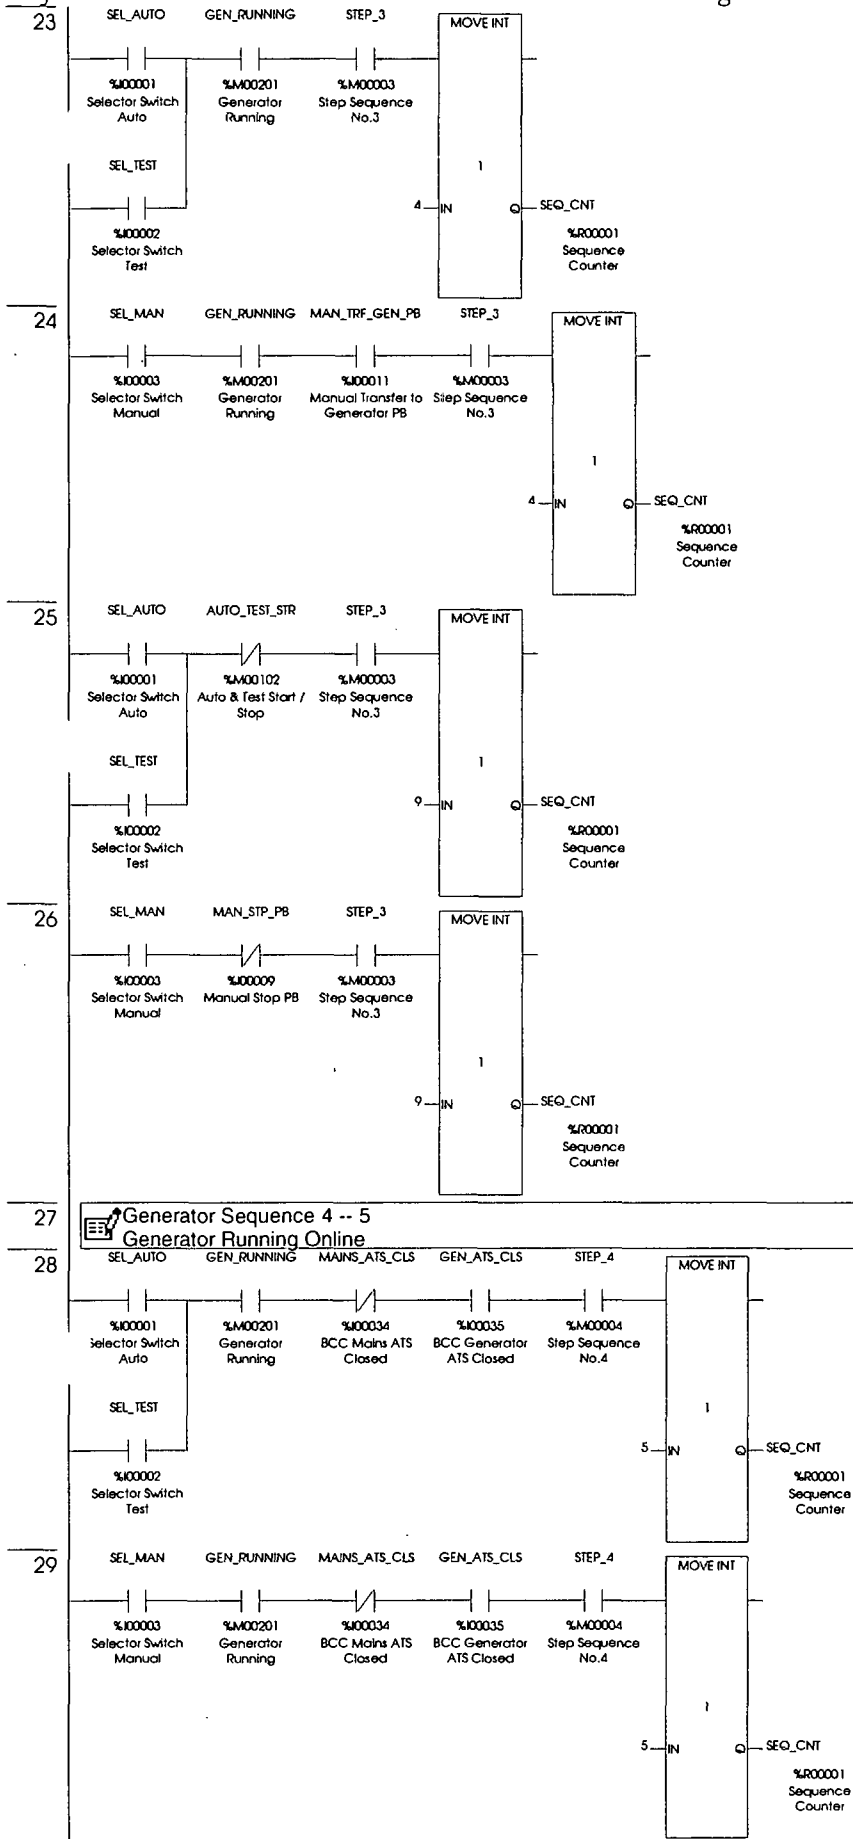 23
SEL_AUTO GEN_RUNNING STEP_3
MOVE INT
%I00001 %M00201 %M00003
Selector Switch Generator Step Sequence
Auto Running No.3
SEL_TEST
1
4 IN Q SEQ_CNT
%I00002 %R00001
Selector Switch Sequence
Test Counter
24
SEL_MAN GEN_RUNNING MAN_TRF_GEN_PB STEP_3
MOVE INT
%I00003 %M00201 %I00011 %M00003
Selector Switch Generator Manual Transfer to Step Sequence
Manual Running Generator PB No.3
1
4 IN Q SEQ_CNT
%R00001
Sequence
Counter
25
SEL_AUTO AUTO_TEST_STR STEP_3
MOVE INT
%I00001 %M00102 %M00003
Selector Switch Auto & Test Start / Step Sequence
Auto Stop No.3
SEL_TEST
1
9 IN Q SEQ_CNT
%I00002 %R00001
Selector Switch Sequence
Test Counter
26
SEL_MAN MAN_STP_PB STEP_3
MOVE INT
%I00003 %I00009 %M00003
Selector Switch Manual Stop PB Step Sequence
Manual No.3
1
9 IN Q SEQ_CNT
%R00001
Sequence
Counter
27
Generator Sequence 4 -- 5
Generator Running Online
28
SEL_AUTO GEN_RUNNING MAINS_ATS_CLS GEN_ATS_CLS STEP_4
MOVE INT
%I00001 %M00201 %I00034 %I00035 %M00004
Selector Switch Generator BCC Mains ATS BCC Generator Step Sequence
Auto Running Closed ATS Closed No.4
SEL_TEST
1
5 IN Q SEQ_CNT
%I00002 %R00001
Selector Switch Sequence
Test Counter
29
SEL_MAN GEN_RUNNING MAINS_ATS_CLS GEN_ATS_CLS STEP_4
MOVE INT
%I00003 %M00201 %I00034 %I00035 %M00004
Selector Switch Generator BCC Mains ATS BCC Generator Step Sequence
Manual Running Closed ATS Closed No.4
1
5 IN Q SEQ_CNT
%R00001
Sequence
Counter